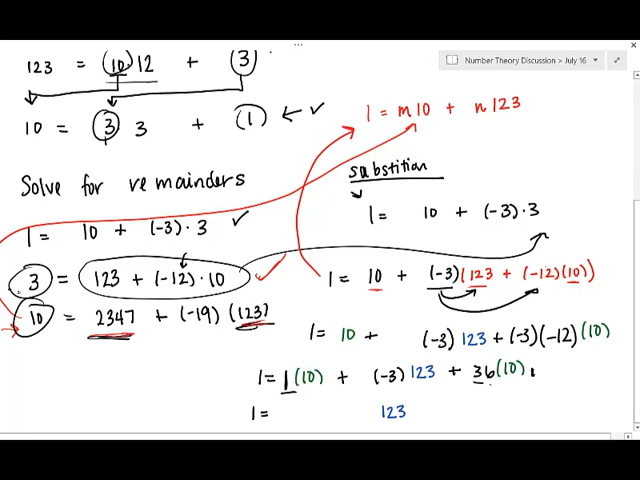 Number Theory Discussion > July 16
123 = (10) 12 + (3)
10 = (3) 3 + (1) ← ✓
1 = m10 + n123
Solve for remainders
substition
1 = 10 + (-3)·3 ✓
1 = 10 + (-3)·3
3 = 123 + (-12)·10 ✓
1 = 10 + (-3)(123 + (-12)(10))
10 = 2347 + (-19)(123)
1 = 10 + (-3) 123 + (-3)(-12)(10)
1 = 1(10) + (-3) 123 + 36(10)
1 = 123